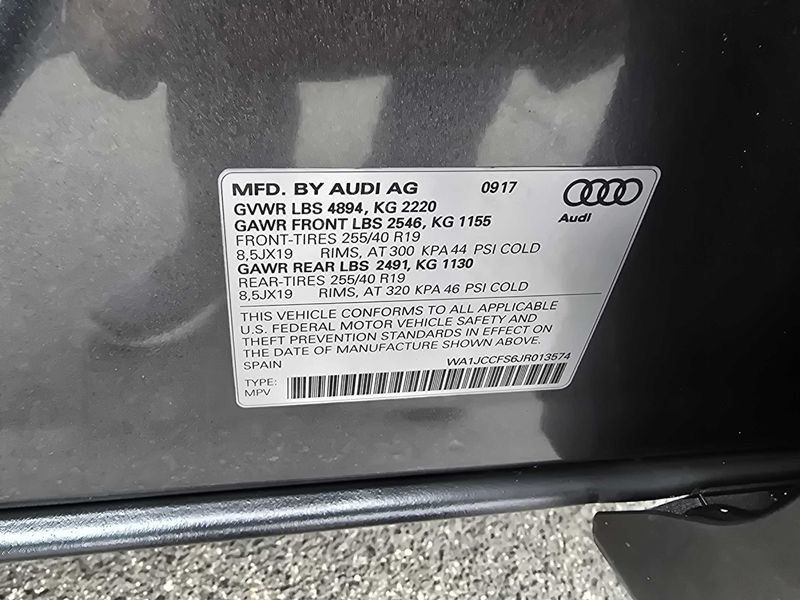 MFD. BY AUDI AG 0917
Audi
GVWR LBS 4894, KG 2220
GAWR FRONT LBS 2546, KG 1155
FRONT-TIRES 255/40 R19
8,5JX19 RIMS, AT 300 KPA 44 PSI COLD
GAWR REAR LBS 2491, KG 1130
REAR-TIRES 255/40 R19
8,5JX19 RIMS, AT 320 KPA 46 PSI COLD
THIS VEHICLE CONFORMS TO ALL APPLICABLE
U.S. FEDERAL MOTOR VEHICLE SAFETY AND
THEFT PREVENTION STANDARDS IN EFFECT ON
THE DATE OF MANUFACTURE SHOWN ABOVE.
SPAIN WA1JCCFS6JR013574
TYPE:
MPV